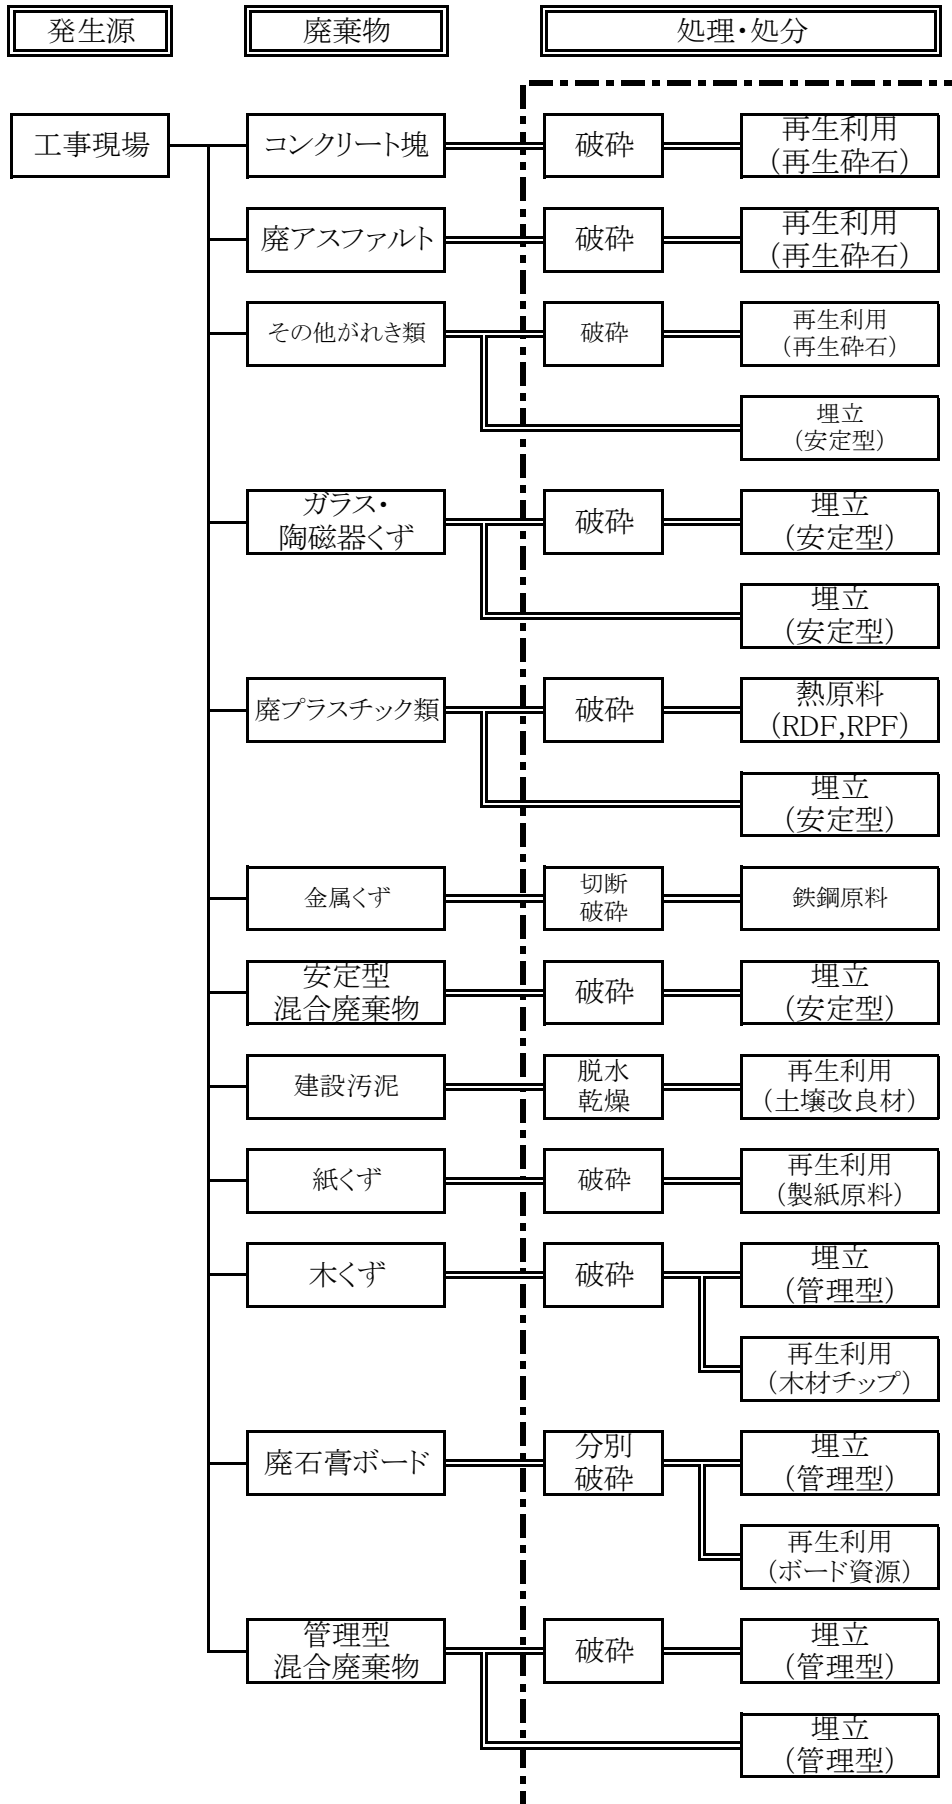 発生源
廃棄物
処理・処分
工事現場
コンクリート塊
破砕
再生利用
(再生砕石)
廃アスファルト
破砕
再生利用
(再生砕石)
その他がれき類
破砕
再生利用
(再生砕石)
埋立
(安定型)
ガラス・
陶磁器くず
破砕
埋立
(安定型)
埋立
(安定型)
廃プラスチック類
破砕
熱原料
(RDF,RPF)
埋立
(安定型)
金属くず
切断
破砕
鉄鋼原料
安定型
混合廃棄物
破砕
埋立
(安定型)
建設汚泥
脱水
乾燥
再生利用
(土壌改良材)
紙くず
破砕
再生利用
(製紙原料)
木くず
破砕
埋立
(管理型)
再生利用
(木材チップ)
廃石膏ボード
分別
破砕
埋立
(管理型)
再生利用
(ボード資源)
管理型
混合廃棄物
破砕
埋立
(管理型)
埋立
(管理型)